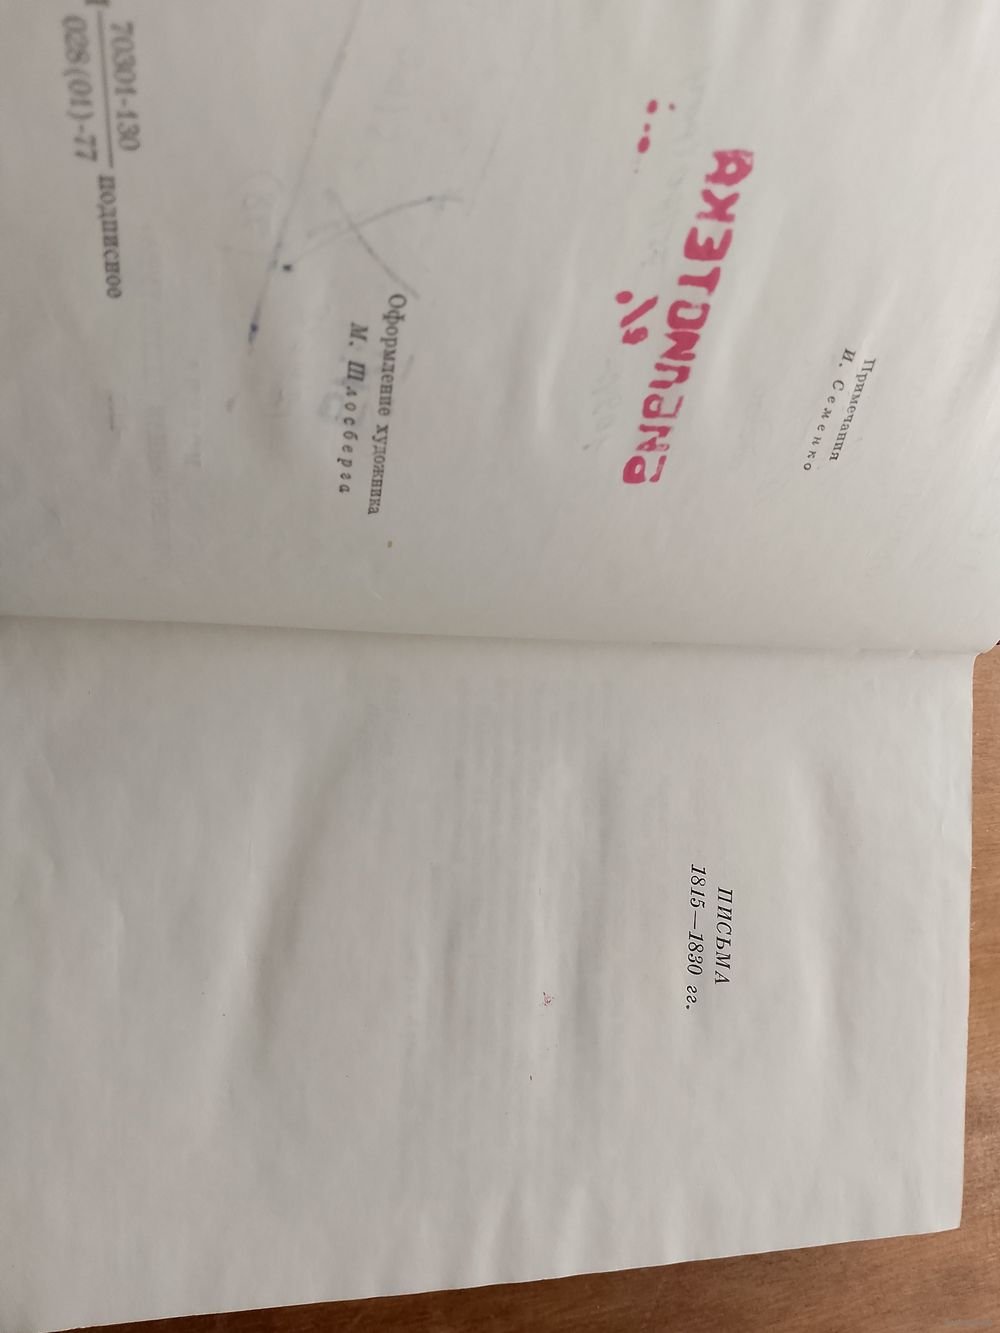 Примечания
И. Семенко
Оформление художника
М. Шлосберга
70301-130
028(01)-77
подписное
ПИСЬМА
1815—1830 гг.